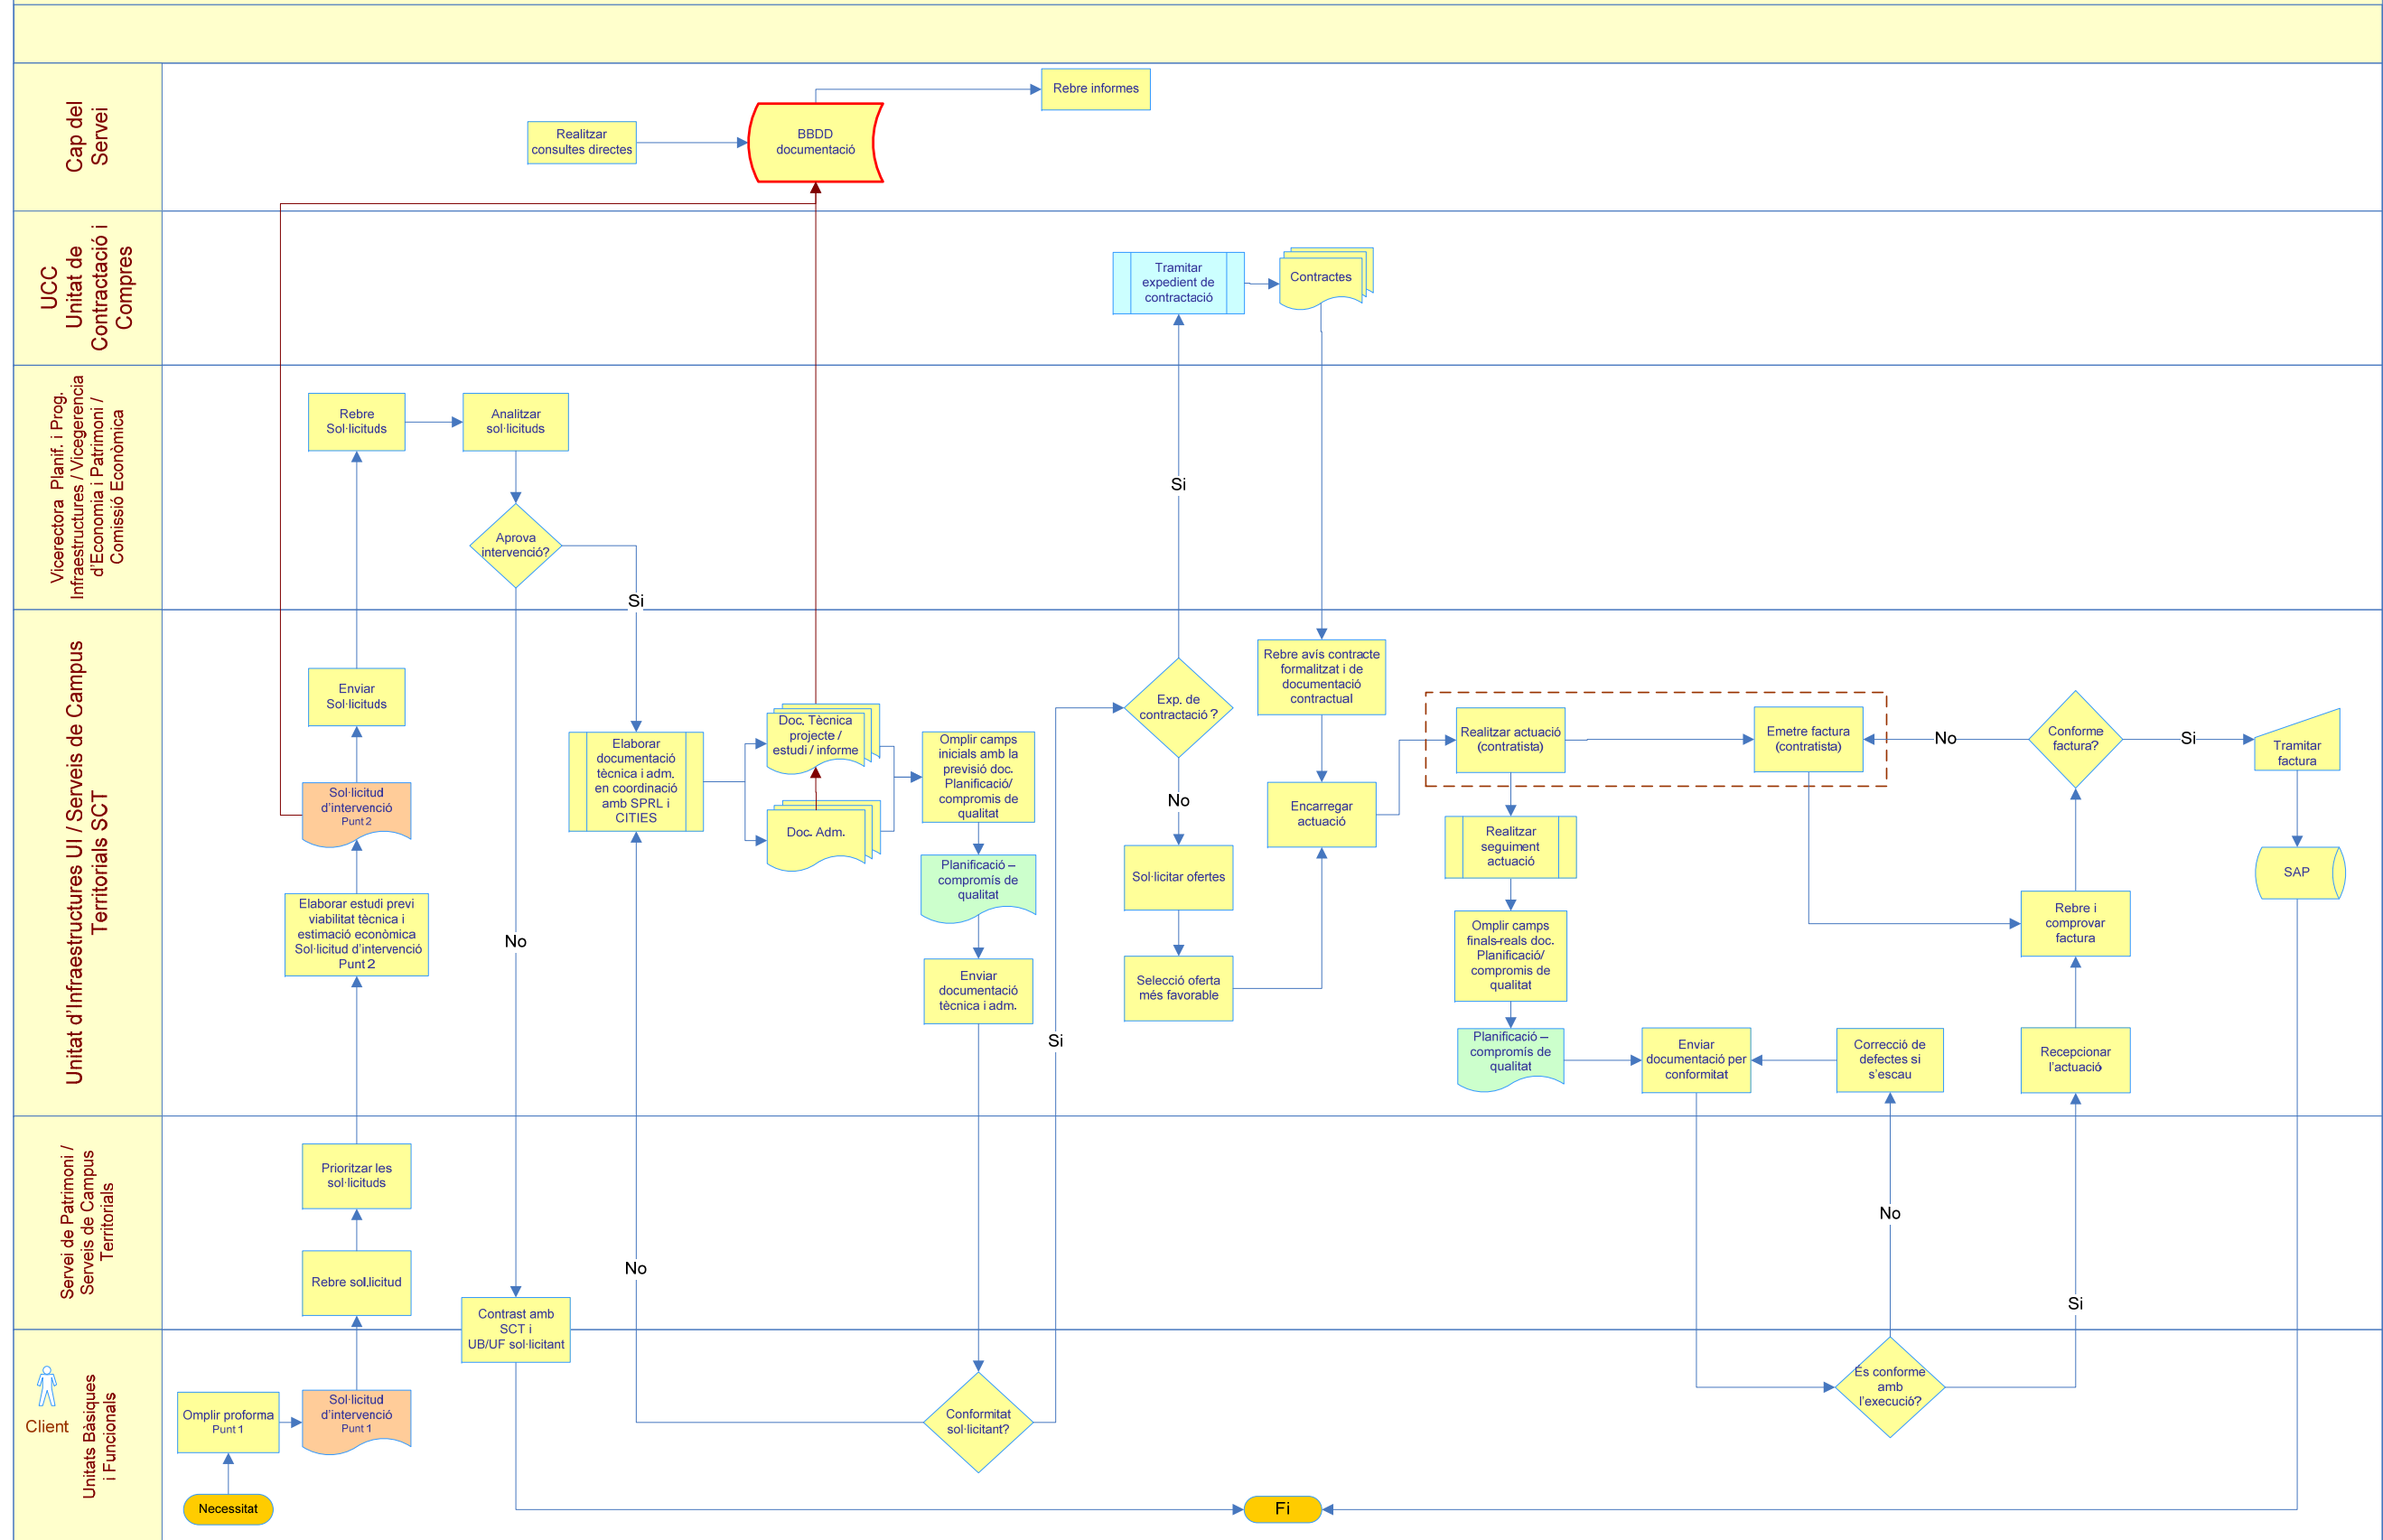 Cap del
Servei
Realitzar
consultes directes
BBDD
documentació
Rebre informes
UCC
Unitat de
Contractació i
Compres
Tramitar
expedient de
contractació
Contractes
Vicerectora Planif. i Prog.
Infraestructures / Vicegerencia
d'Economia i Patrimoni /
Comissió Econòmica
Rebre
Sol·licituds
Analitzar
sol·licituds
Aprova
intervenció?
Si
No
Si
Unitat d'Infraestructures UI / Serveis de Campus
Territorials SCT
Enviar
Sol·licituds
Sol·licitud
d'intervenció
Punt 2
Elaborar estudi previ
viabilitat tècnica i
estimació econòmica
Sol·licitud d'intervenció
Punt 2
Elaborar
documentació
tècnica i adm.
en coordinació
amb SPRL i
CITIES
Doc. Tècnica
projecte /
estudi / informe
Doc. Adm.
Omplir camps
inicials amb la
previsió doc.
Planificació/
compromis de
qualitat
Planificació –
compromís de
qualitat
Enviar
documentació
tècnica i adm.
Si
Exp. de
contractació ?
No
Sol·licitar ofertes
Selecció oferta
més favorable
Rebre avís contracte
formalitzat i de
documentació
contractual
Encarregar
actuació
Realitzar actuació
(contratista)
Emetre factura
(contratista)
Realitzar
seguiment
actuació
Omplir camps
finals-reals doc.
Planificació/
compromis de
qualitat
Planificació –
compromís de
qualitat
Enviar
documentació per
conformitat
Correcció de
defectes si
s'escau
No
Conforme
factura?
Si
Tramitar
factura
SAP
Rebre i
comprovar
factura
Recepcionar
l'actuació
Servei de Patrimoni /
Serveis de Campus
Territorials
Prioritzar les
sol·licituds
Rebre sol.licitud
Contrast amb
SCT i
UB/UF sol·licitant
No
No
Si
Client
Unitats Bàsiques
i Funcionals
Omplir proforma
Punt 1
Sol·licitud
d'intervenció
Punt 1
Necessitat
Conformitat
sol·licitant?
És conforme
amb
l'execució?
Fi